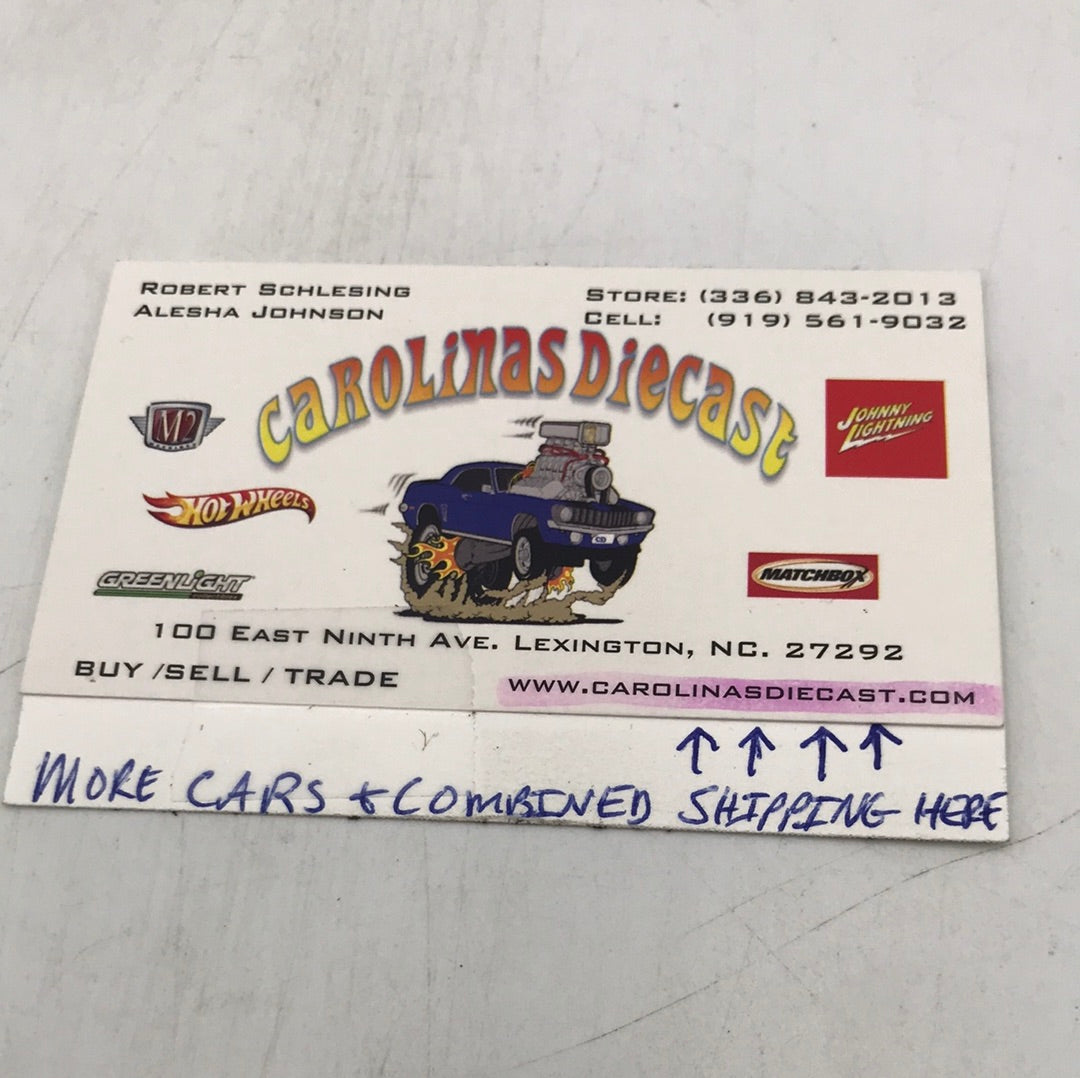 ROBERT SCHLESING
ALESHA JOHNSON
STORE: (336) 843-2013
CELL: (919) 561-9032
CAROLINAS DIECAST
M2
JOHNNY
LIGHTNING
HOT WHEELS
GREENLIGHT
MATCHBOX
CD
100 EAST NINTH AVE. LEXINGTON, NC. 27292
BUY /SELL / TRADE
WWW.CAROLINASDIECAST.COM
MORE CARS + COMBINED SHIPPING HERE